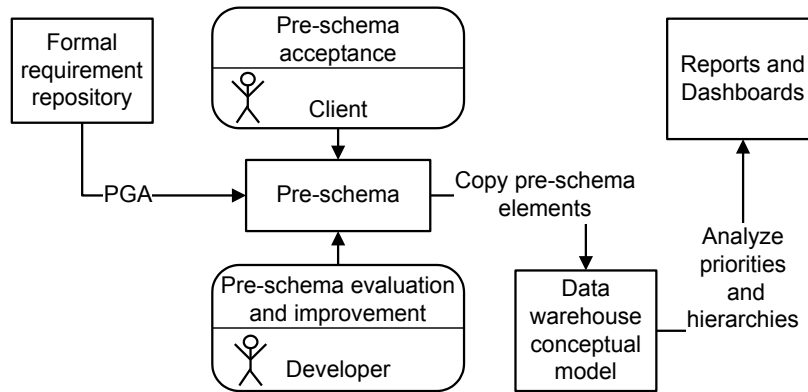 Formal
requirement
repository
Pre-schema
acceptance
Client
Reports and
Dashboards
PGA
Pre-schema
Copy pre-schema
elements
Analyze
priorities
and
hierarchies
Pre-schema evaluation
and improvement
Developer
Data
warehouse
conceptual
model